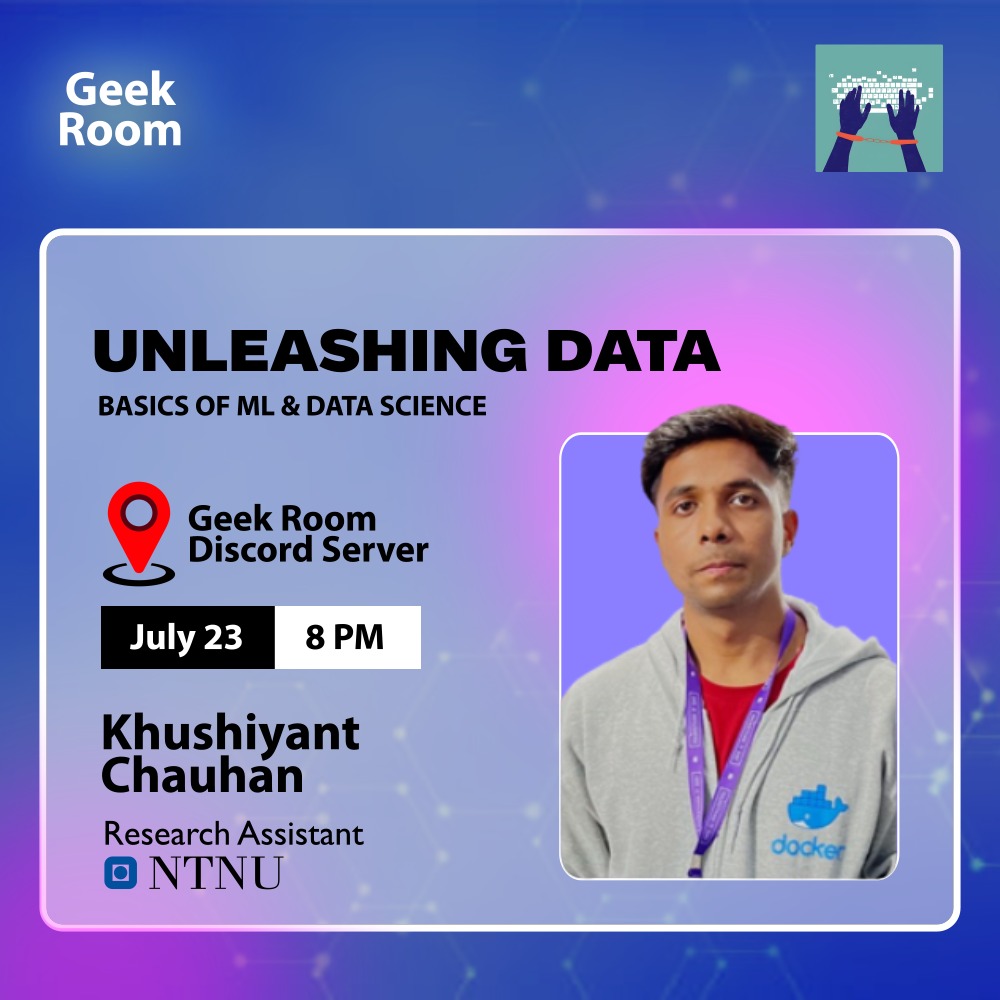 Geek
Room
UNLEASHING DATA
BASICS OF ML & DATA SCIENCE
Geek Room
Discord Server
July 23
8 PM
Khushiyant
Chauhan
Research Assistant
NTNU
docker